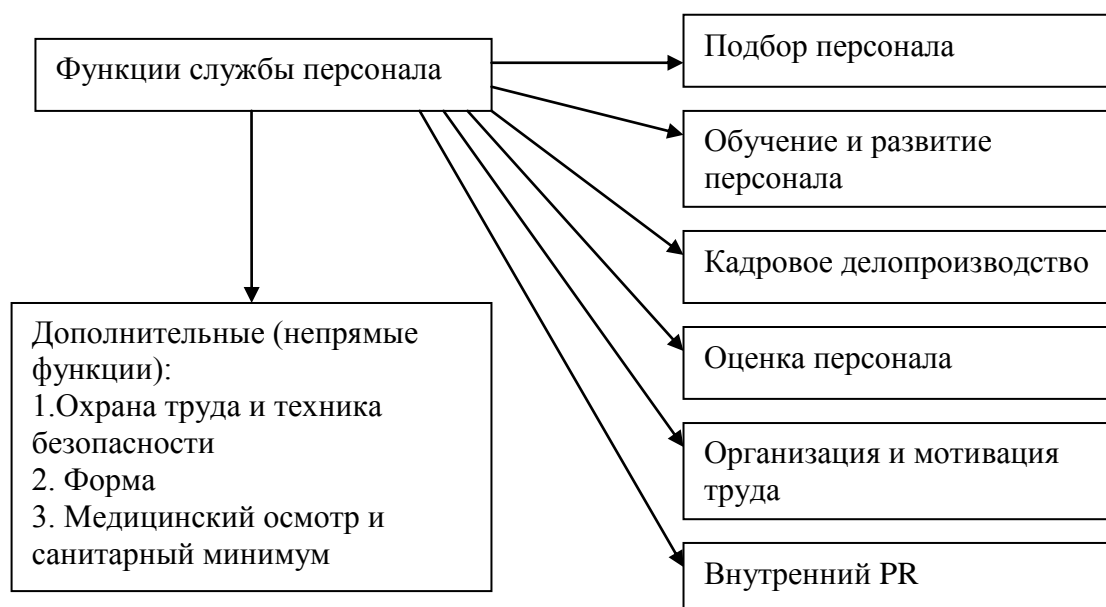 Функции службы персонала
Подбор персонала
Обучение и развитие
персонала
Кадровое делопроизводство
Оценка персонала
Организация и мотивация
труда
Внутренний PR
Дополнительные (непрямые
функции):
1.Охрана труда и техника
безопасности
2. Форма
3. Медицинский осмотр и
санитарный минимум